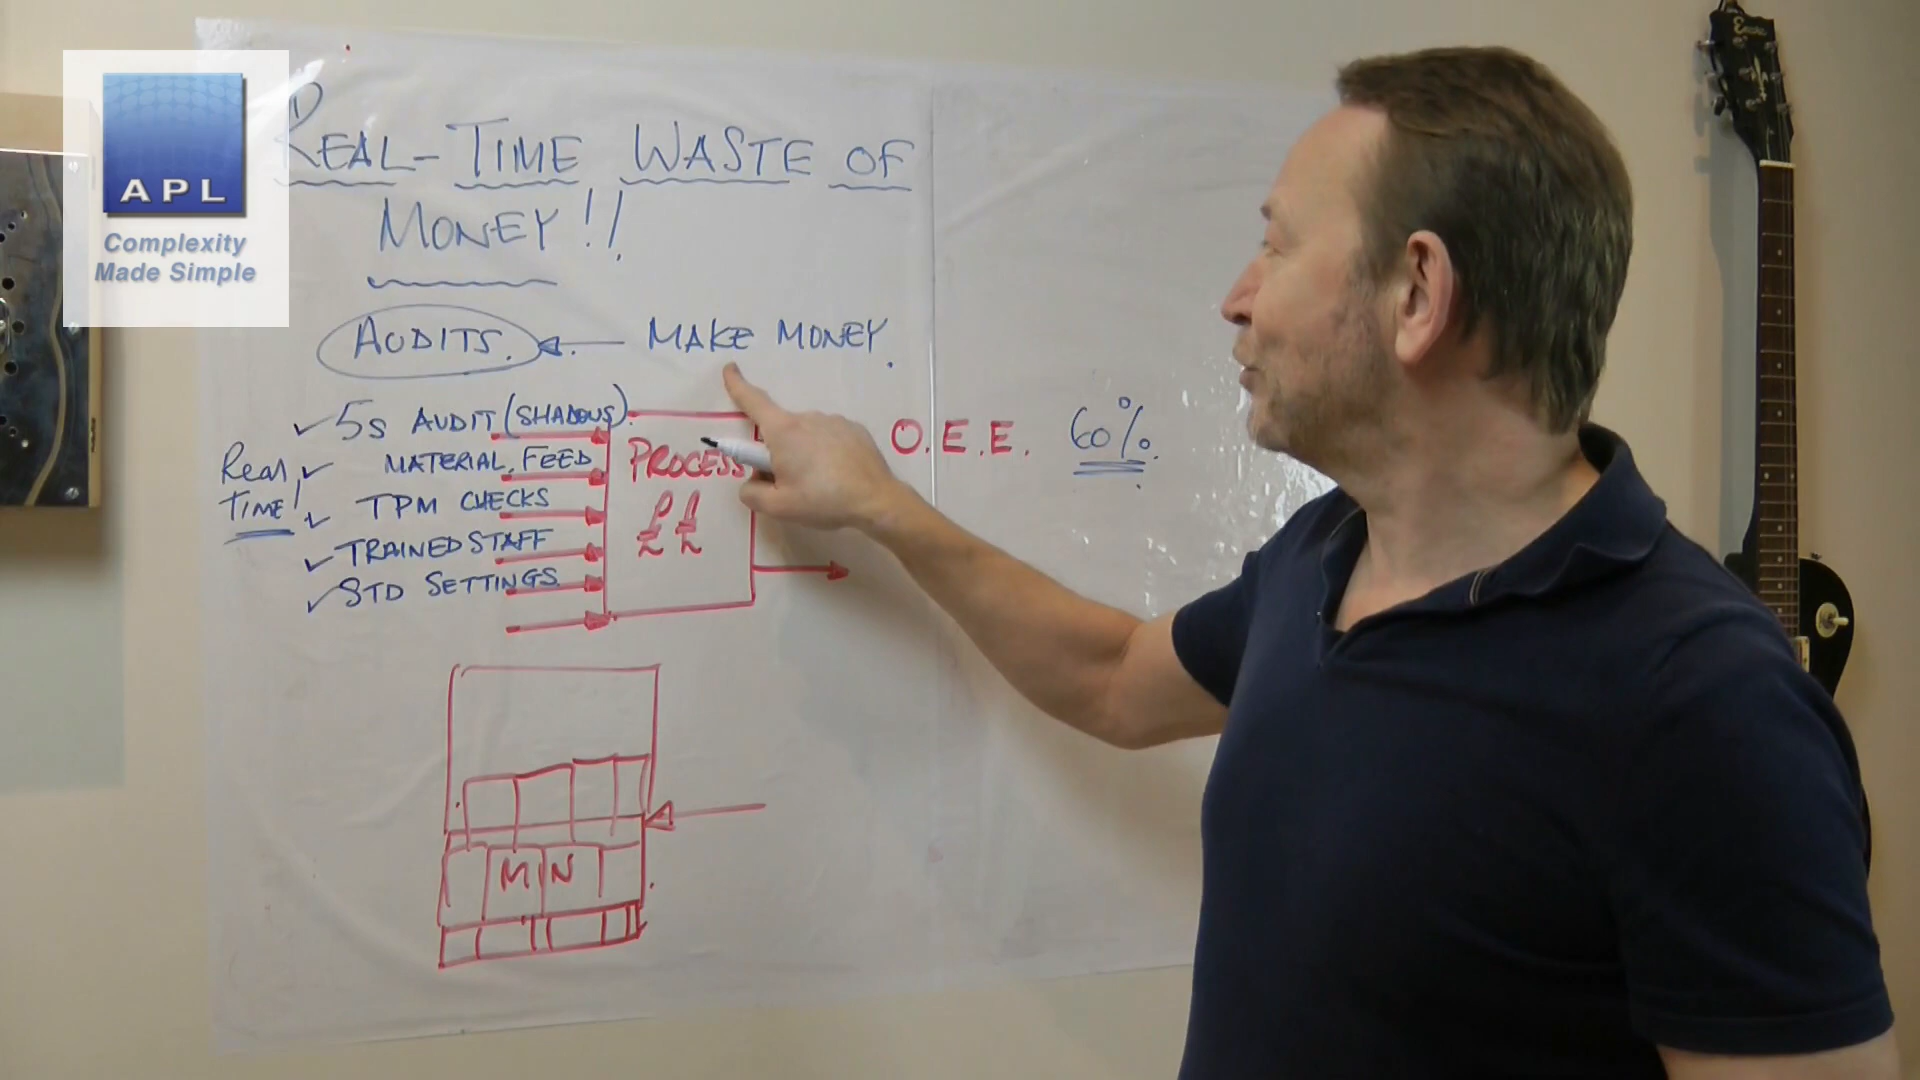 APL
Complexity
Made Simple
REAL-TIME WASTE OF
MONEY!!
AUDITS. MAKE MONEY.
5S AUDIT (SHADOWS).
MATERIAL FEED
TPM CHECKS
TRAINED STAFF
STD SETTINGS.
Real
TIME!
PROCESS
££
O.E.E. 60%.
MIN